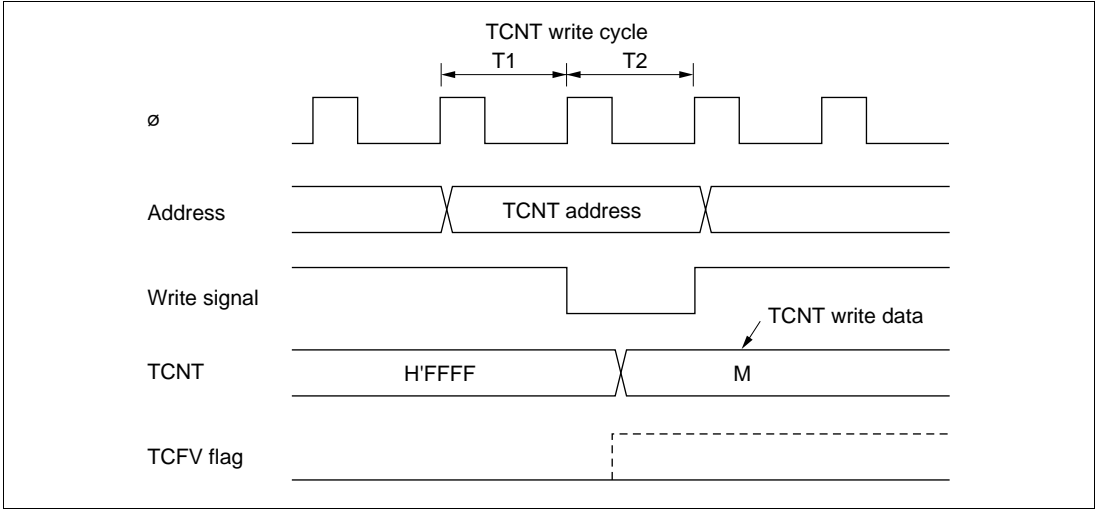 TCNT write cycle
T1 T2
ø
Address TCNT address
Write signal
TCNT write data
TCNT H'FFFF M
TCFV flag